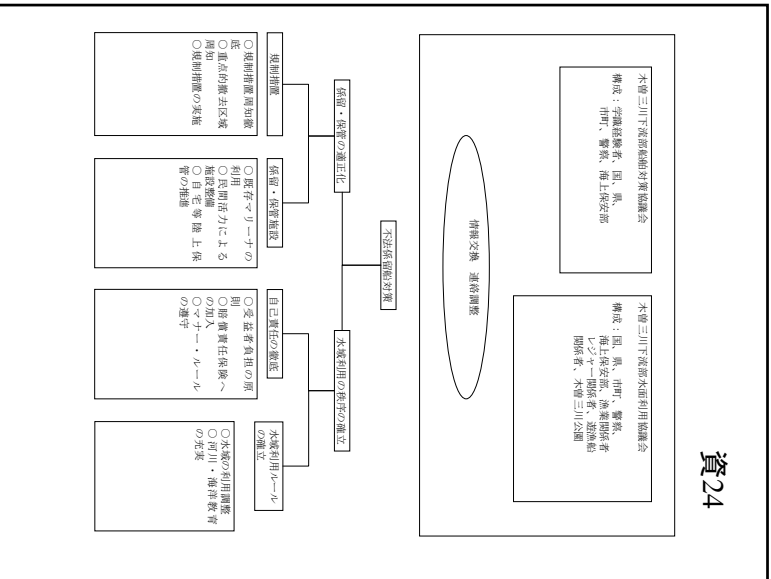 資24
木曽三川下流部船舶対策協議会
構成：学識経験者、国、県、
市町、警察、海上保安部
木曽三川下流部水面利用協議会
構成：国、県、市町、警察
海上保安部、漁業関係者
レジャー関係者、遊漁船
関係者、木曽三川公園
情報交換　連絡調整
不法係留船対策
係留・保管の適正化
水域利用の秩序の確立
規制措置
○規制措置周知徹
底
○重点的撤去区域
周知
○規制措置の実施
係留・保管施設
○既存マリーナの
利用
○民間活力による
施設整備
○自宅等陸上保
管の推進
自己責任の徹底
○受益者負担の原
則
○賠償責任保険へ
の加入
○マナー・ルール
の遵守
水域利用ルール
の確立
○水域の利用調整
○河川・海洋教育
の充実